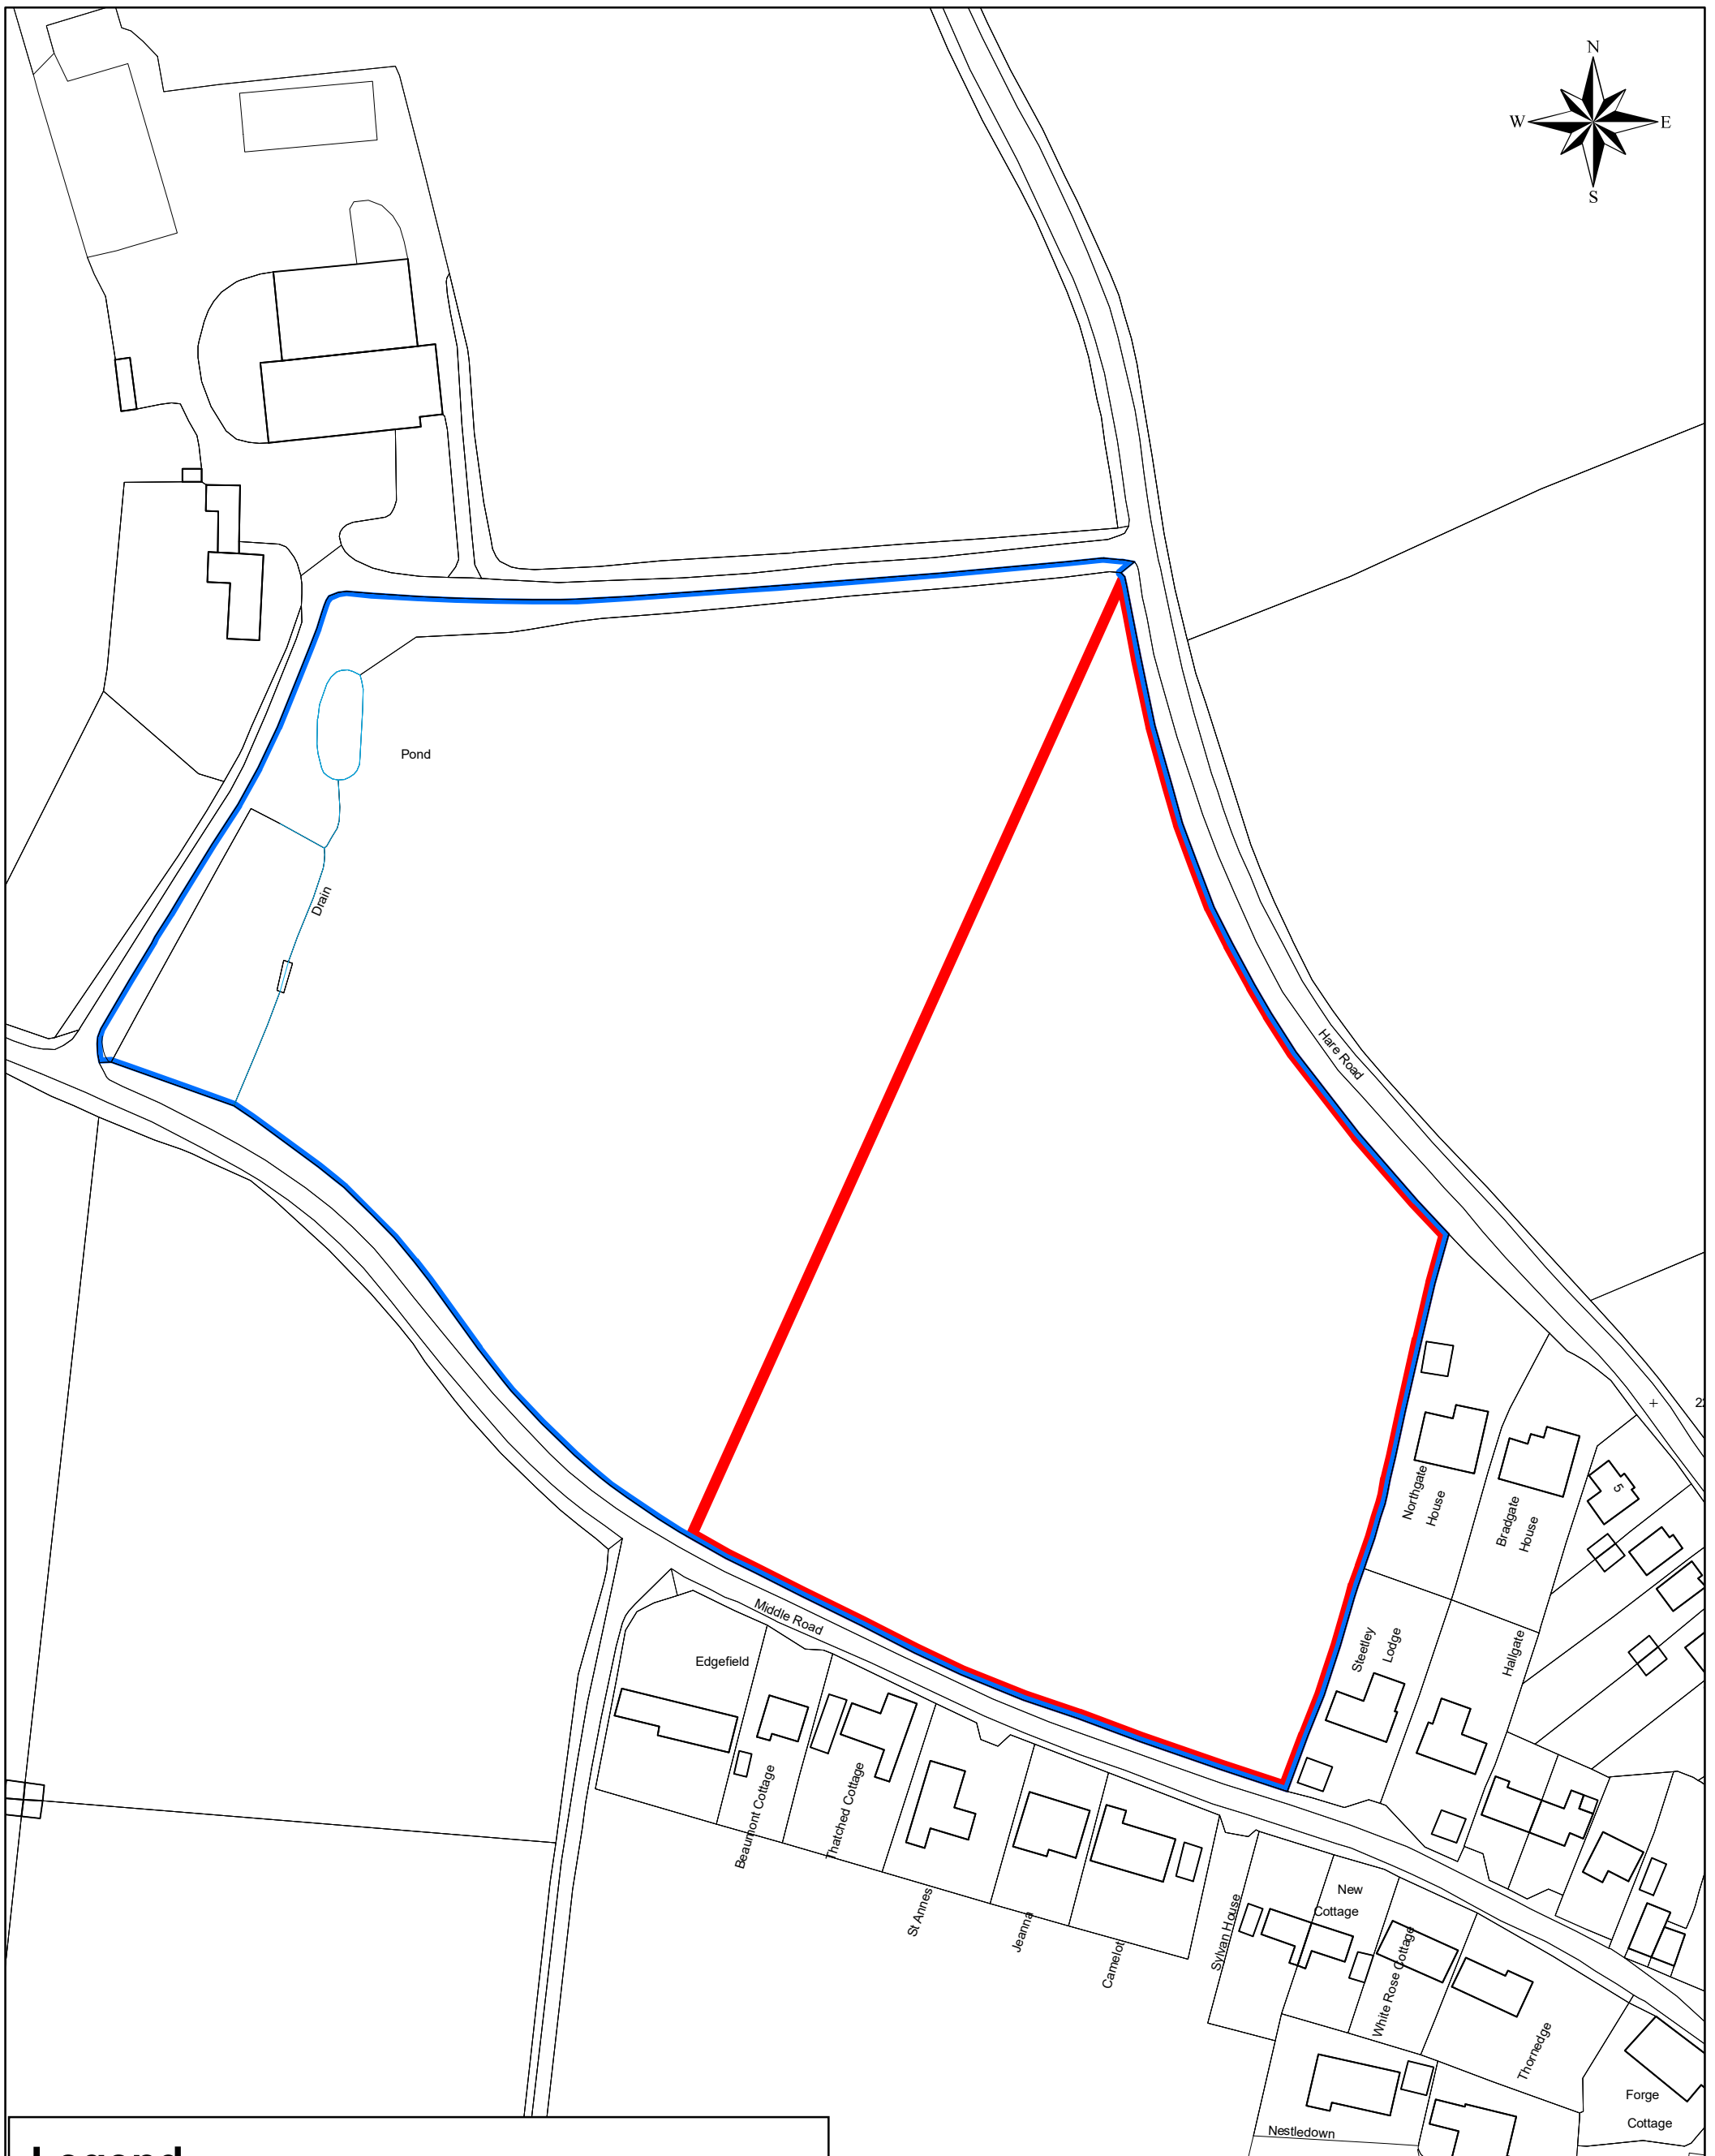 N
W
E
S
Pond
Drain
Hare Road
Northgate
House
Bradgate
House
5
Middle Road
Edgefield
Steetley
Lodge
Hallgate
Beaumont Cottage
Thatched Cottage
St Annes
Jeanna
Camelot
Sylvan House
New
Cottage
White Rose Cottage
Thornedge
Forge
Cottage
Nestledown
Legend